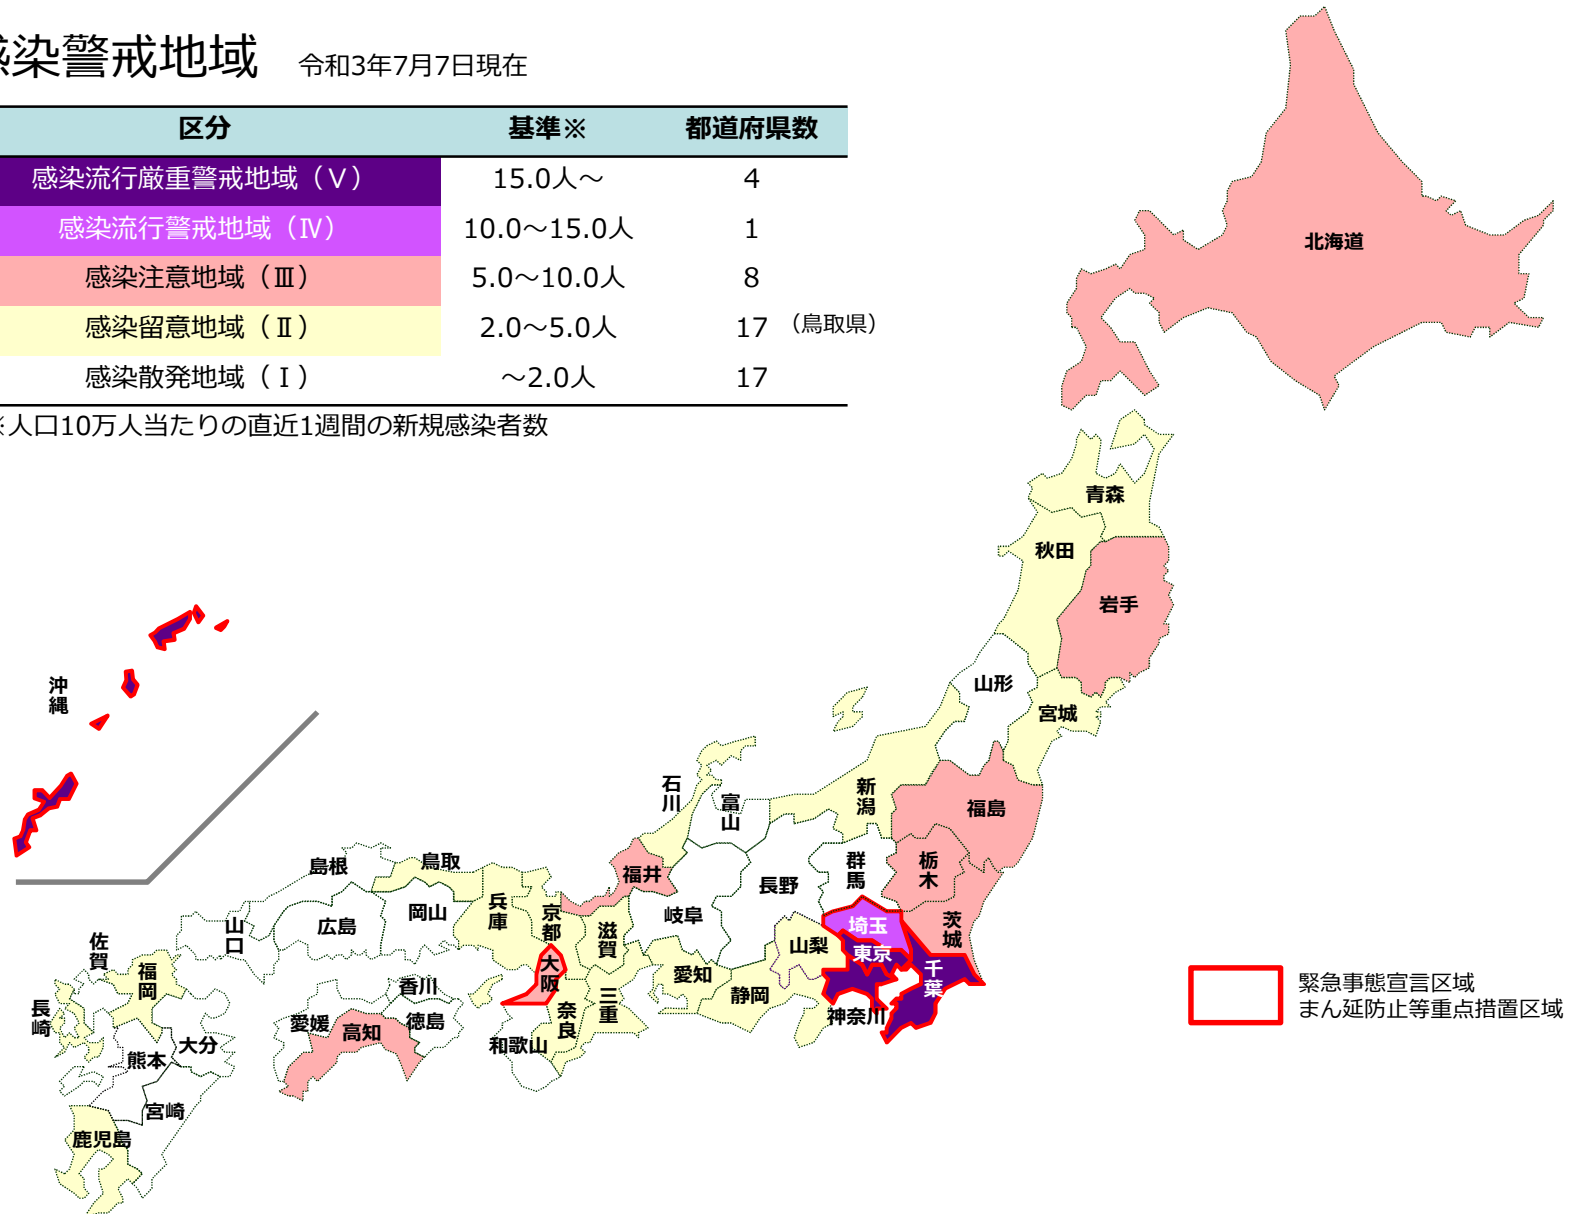 感染警戒地域 令和3年7月7日現在
区分 基準※ 都道府県数
感染流行厳重警戒地域（Ⅴ） 15.0人～ 4
感染流行警戒地域（Ⅳ） 10.0～15.0人 1
感染注意地域（Ⅲ） 5.0～10.0人 8
感染留意地域（Ⅱ） 2.0～5.0人 17 （鳥取県）
感染散発地域（Ⅰ） ～2.0人 17
※人口10万人当たりの直近1週間の新規感染者数
北海道
青森
秋田
岩手
山形
宮城
沖縄
新潟
福島
石川
富山
群馬
栃木
長野
福井
島根
鳥取
兵庫
京都
滋賀
岐阜
埼玉
茨城
東京
千葉
山梨
神奈川
愛知
静岡
三重
奈良
大阪
和歌山
岡山
広島
山口
香川
徳島
愛媛
高知
佐賀
福岡
長崎
大分
熊本
宮崎
鹿児島
緊急事態宣言区域
まん延防止等重点措置区域